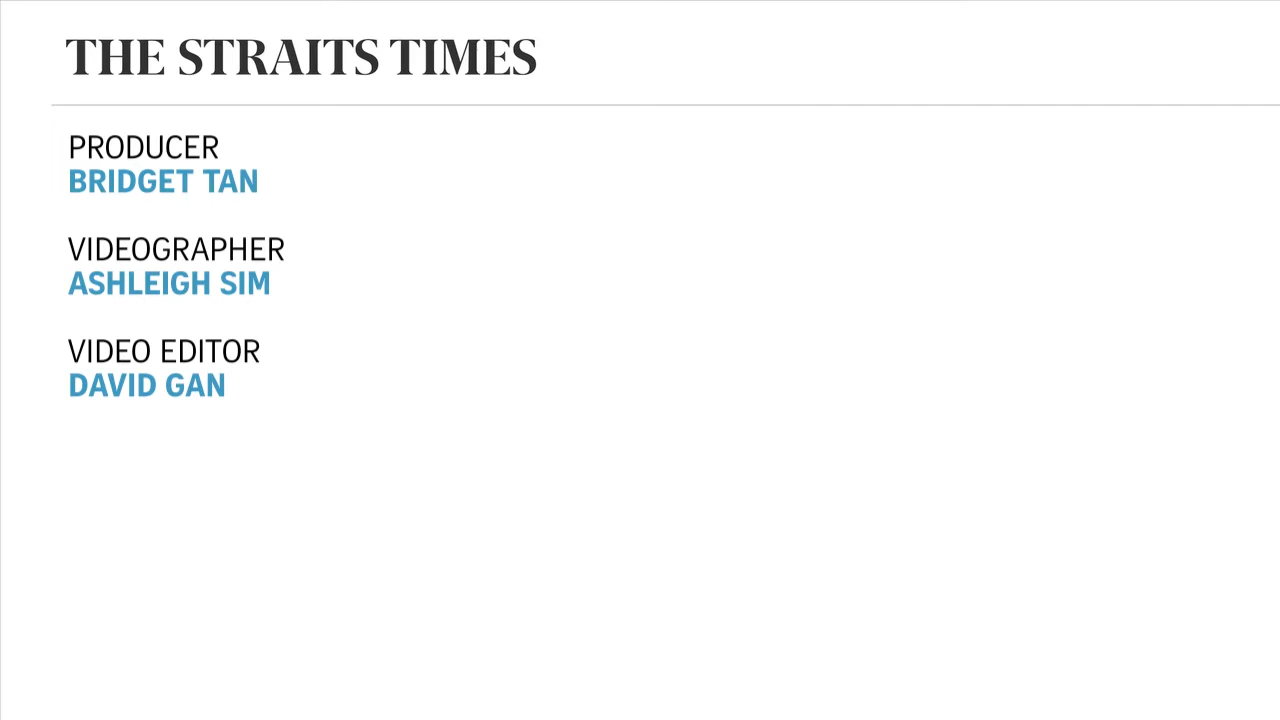 THE STRAITS TIMES
PRODUCER
BRIDGET TAN
VIDEOGRAPHER
ASHLEIGH SIM
VIDEO EDITOR
DAVID GAN